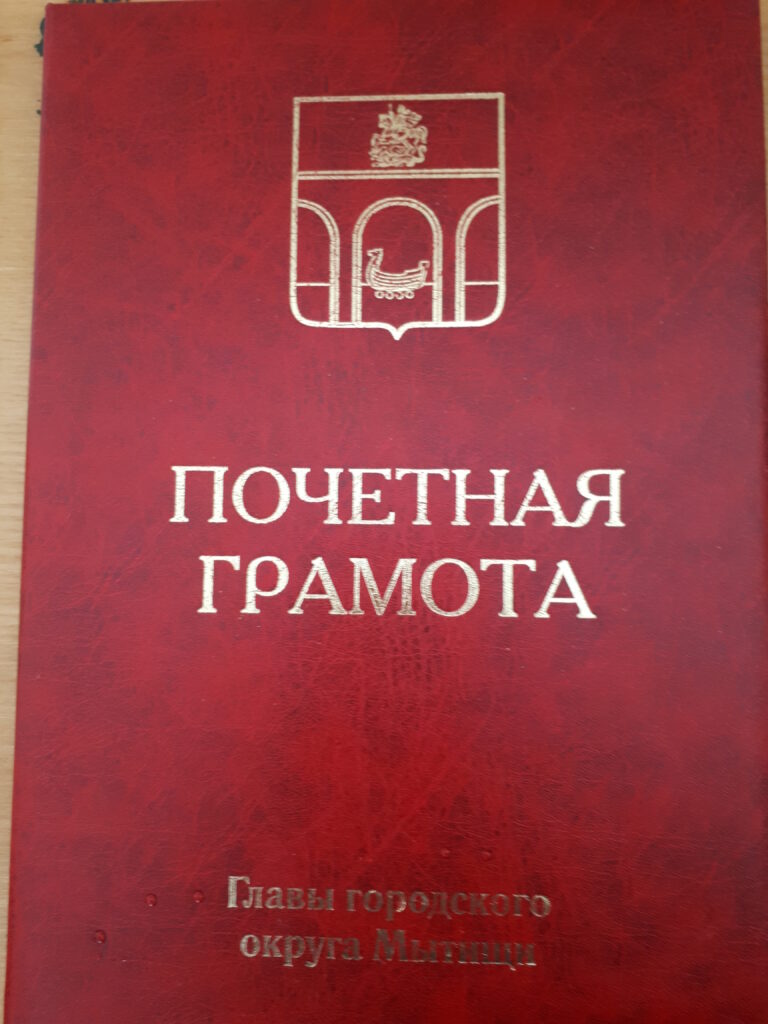 ПОЧЕТНАЯ
ГРАМОТА
Главы городского
округа Мытищи